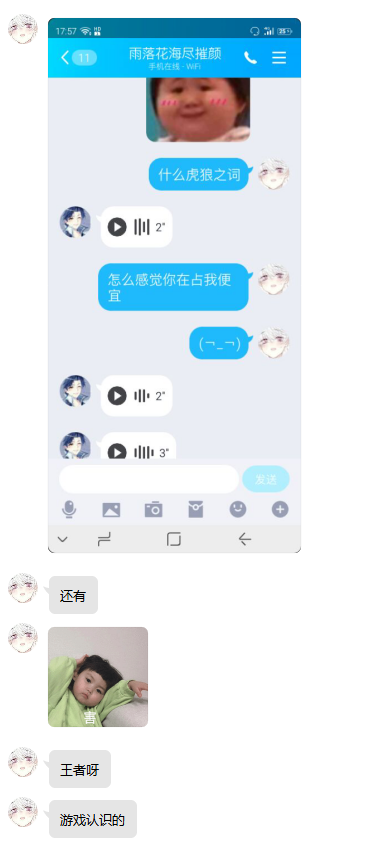 17:57
11
雨落花海尽摧颜
手机在线 - WiFi
什么虎狼之词
2"
怎么感觉你在占我便
宜
(¬_¬)
2"
3"
发送
还有
害
王者呀
游戏认识的